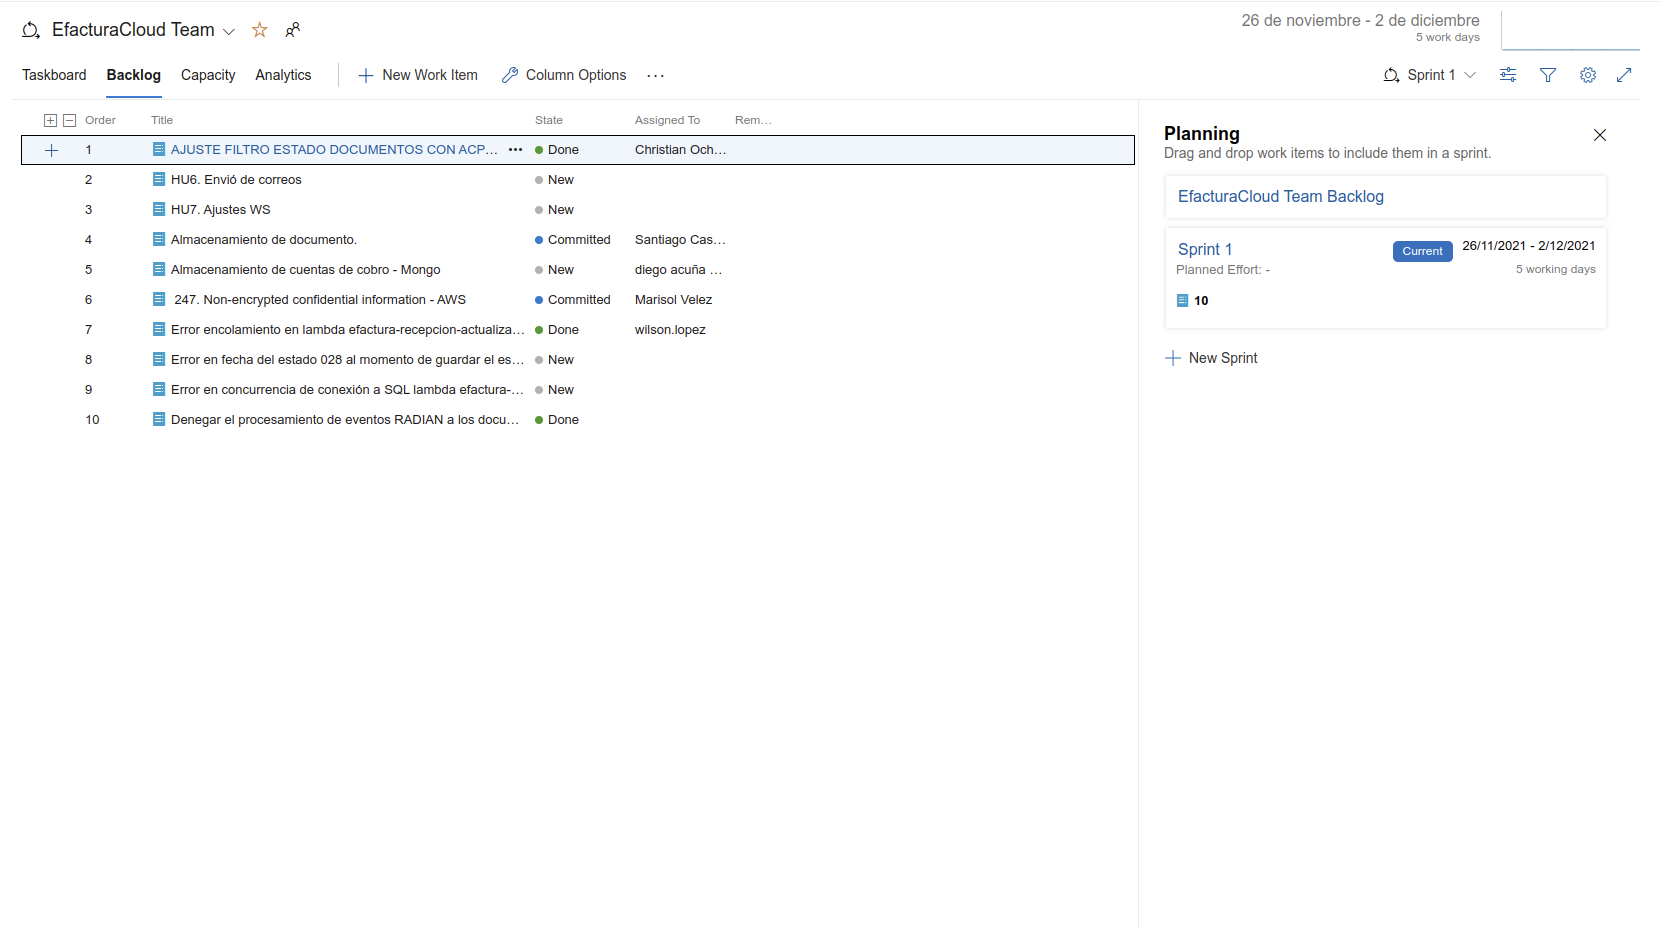 EfacturaCloud Team
26 de noviembre - 2 de diciembre
5 work days
Taskboard Backlog Capacity Analytics New Work Item Column Options ... Sprint 1
Order Title State Assigned To Rem...
1 AJUSTE FILTRO ESTADO DOCUMENTOS CON ACP... ... Done Christian Och...
2 HU6. Envió de correos New
3 HU7. Ajustes WS New
4 Almacenamiento de documento. Committed Santiago Cas...
5 Almacenamiento de cuentas de cobro - Mongo New diego acuña ...
6 247. Non-encrypted confidential information - AWS Committed Marisol Velez
7 Error encolamiento en lambda efactura-recepcion-actualiza... Done wilson.lopez
8 Error en fecha del estado 028 al momento de guardar el es... New
9 Error en concurrencia de conexión a SQL lambda efactura-... New
10 Denegar el procesamiento de eventos RADIAN a los docu... Done
Planning
Drag and drop work items to include them in a sprint.
EfacturaCloud Team Backlog
Sprint 1 Current 26/11/2021 - 2/12/2021
Planned Effort: - 5 working days
10
New Sprint